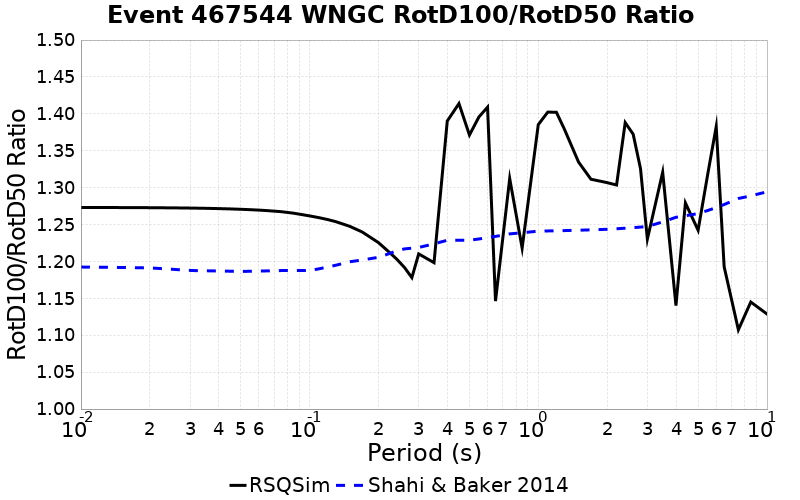 Event 467544 WNGC RotD100/RotD50 Ratio
RotD100/RotD50 Ratio
1.50
1.45
1.40
1.35
1.30
1.25
1.20
1.15
1.10
1.05
1.00
10-2 2 3 4 5 6 10-1 2 3 4 5 6 7 100 2 3 4 5 6 7 101
Period (s)
RSQSim Shahi & Baker 2014